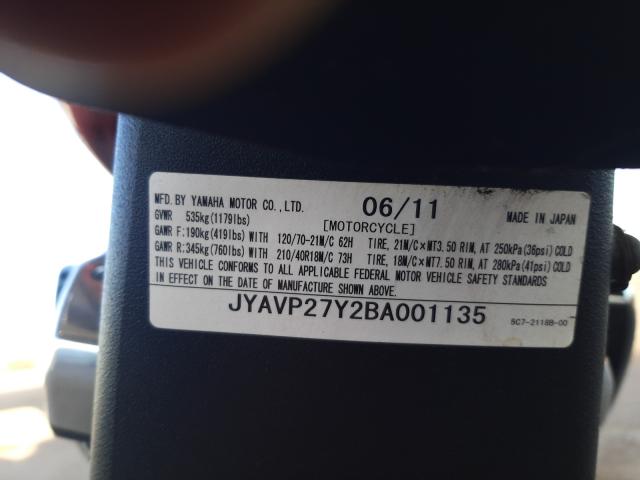 MFD. BY YAMAHA MOTOR CO., LTD. 06/11 MADE IN JAPAN
GVWR 535kg(1179lbs) [MOTORCYCLE]
GAWR F:190kg(419lbs) WITH 120/70-21M/C 62H TIRE, 21M/C×MT3.50 RIM, AT 250kPa(36psi) COLD
GAWR R:345kg(760lbs) WITH 210/40R18M/C 73H TIRE, 18M/C×MT7.50 RIM, AT 280kPa(41psi) COLD
THIS VEHICLE CONFORMS TO ALL APPLICABLE FEDERAL MOTOR VEHICLE SAFETY STANDARDS
IN EFFECT ON THE DATE OF MANUFACTURE SHOWN ABOVE.
JYAVP27Y2BA001135 5C7-2118B-00